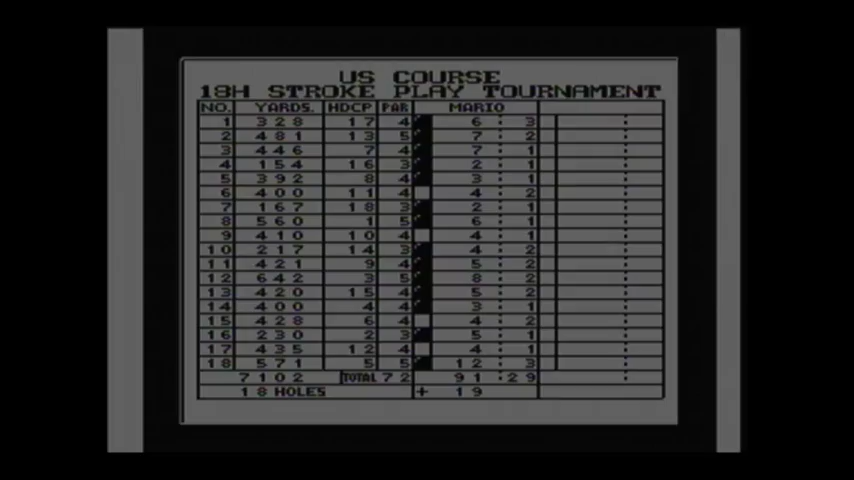 US COURSE
18H STROKE PLAY TOURNAMENT
NO. YARDS. HDCP PAR MARIO
1 328 17 4 6:3
2 481 13 5 7:2
3 446 7 4 7:1
4 154 16 3 2:1
5 392 8 4 3:1
6 400 11 4 4:2
7 167 18 3 2:1
8 560 1 5 6:1
9 410 10 4 4:1
10 217 14 3 4:2
11 421 9 4 5:2
12 642 3 5 8:2
13 420 15 4 5:2
14 400 4 4 3:1
15 428 6 4 4:2
16 230 2 3 5:1
17 435 12 4 4:1
18 571 5 5 12:3
7102 TOTAL 72 91:29
18 HOLES + 19